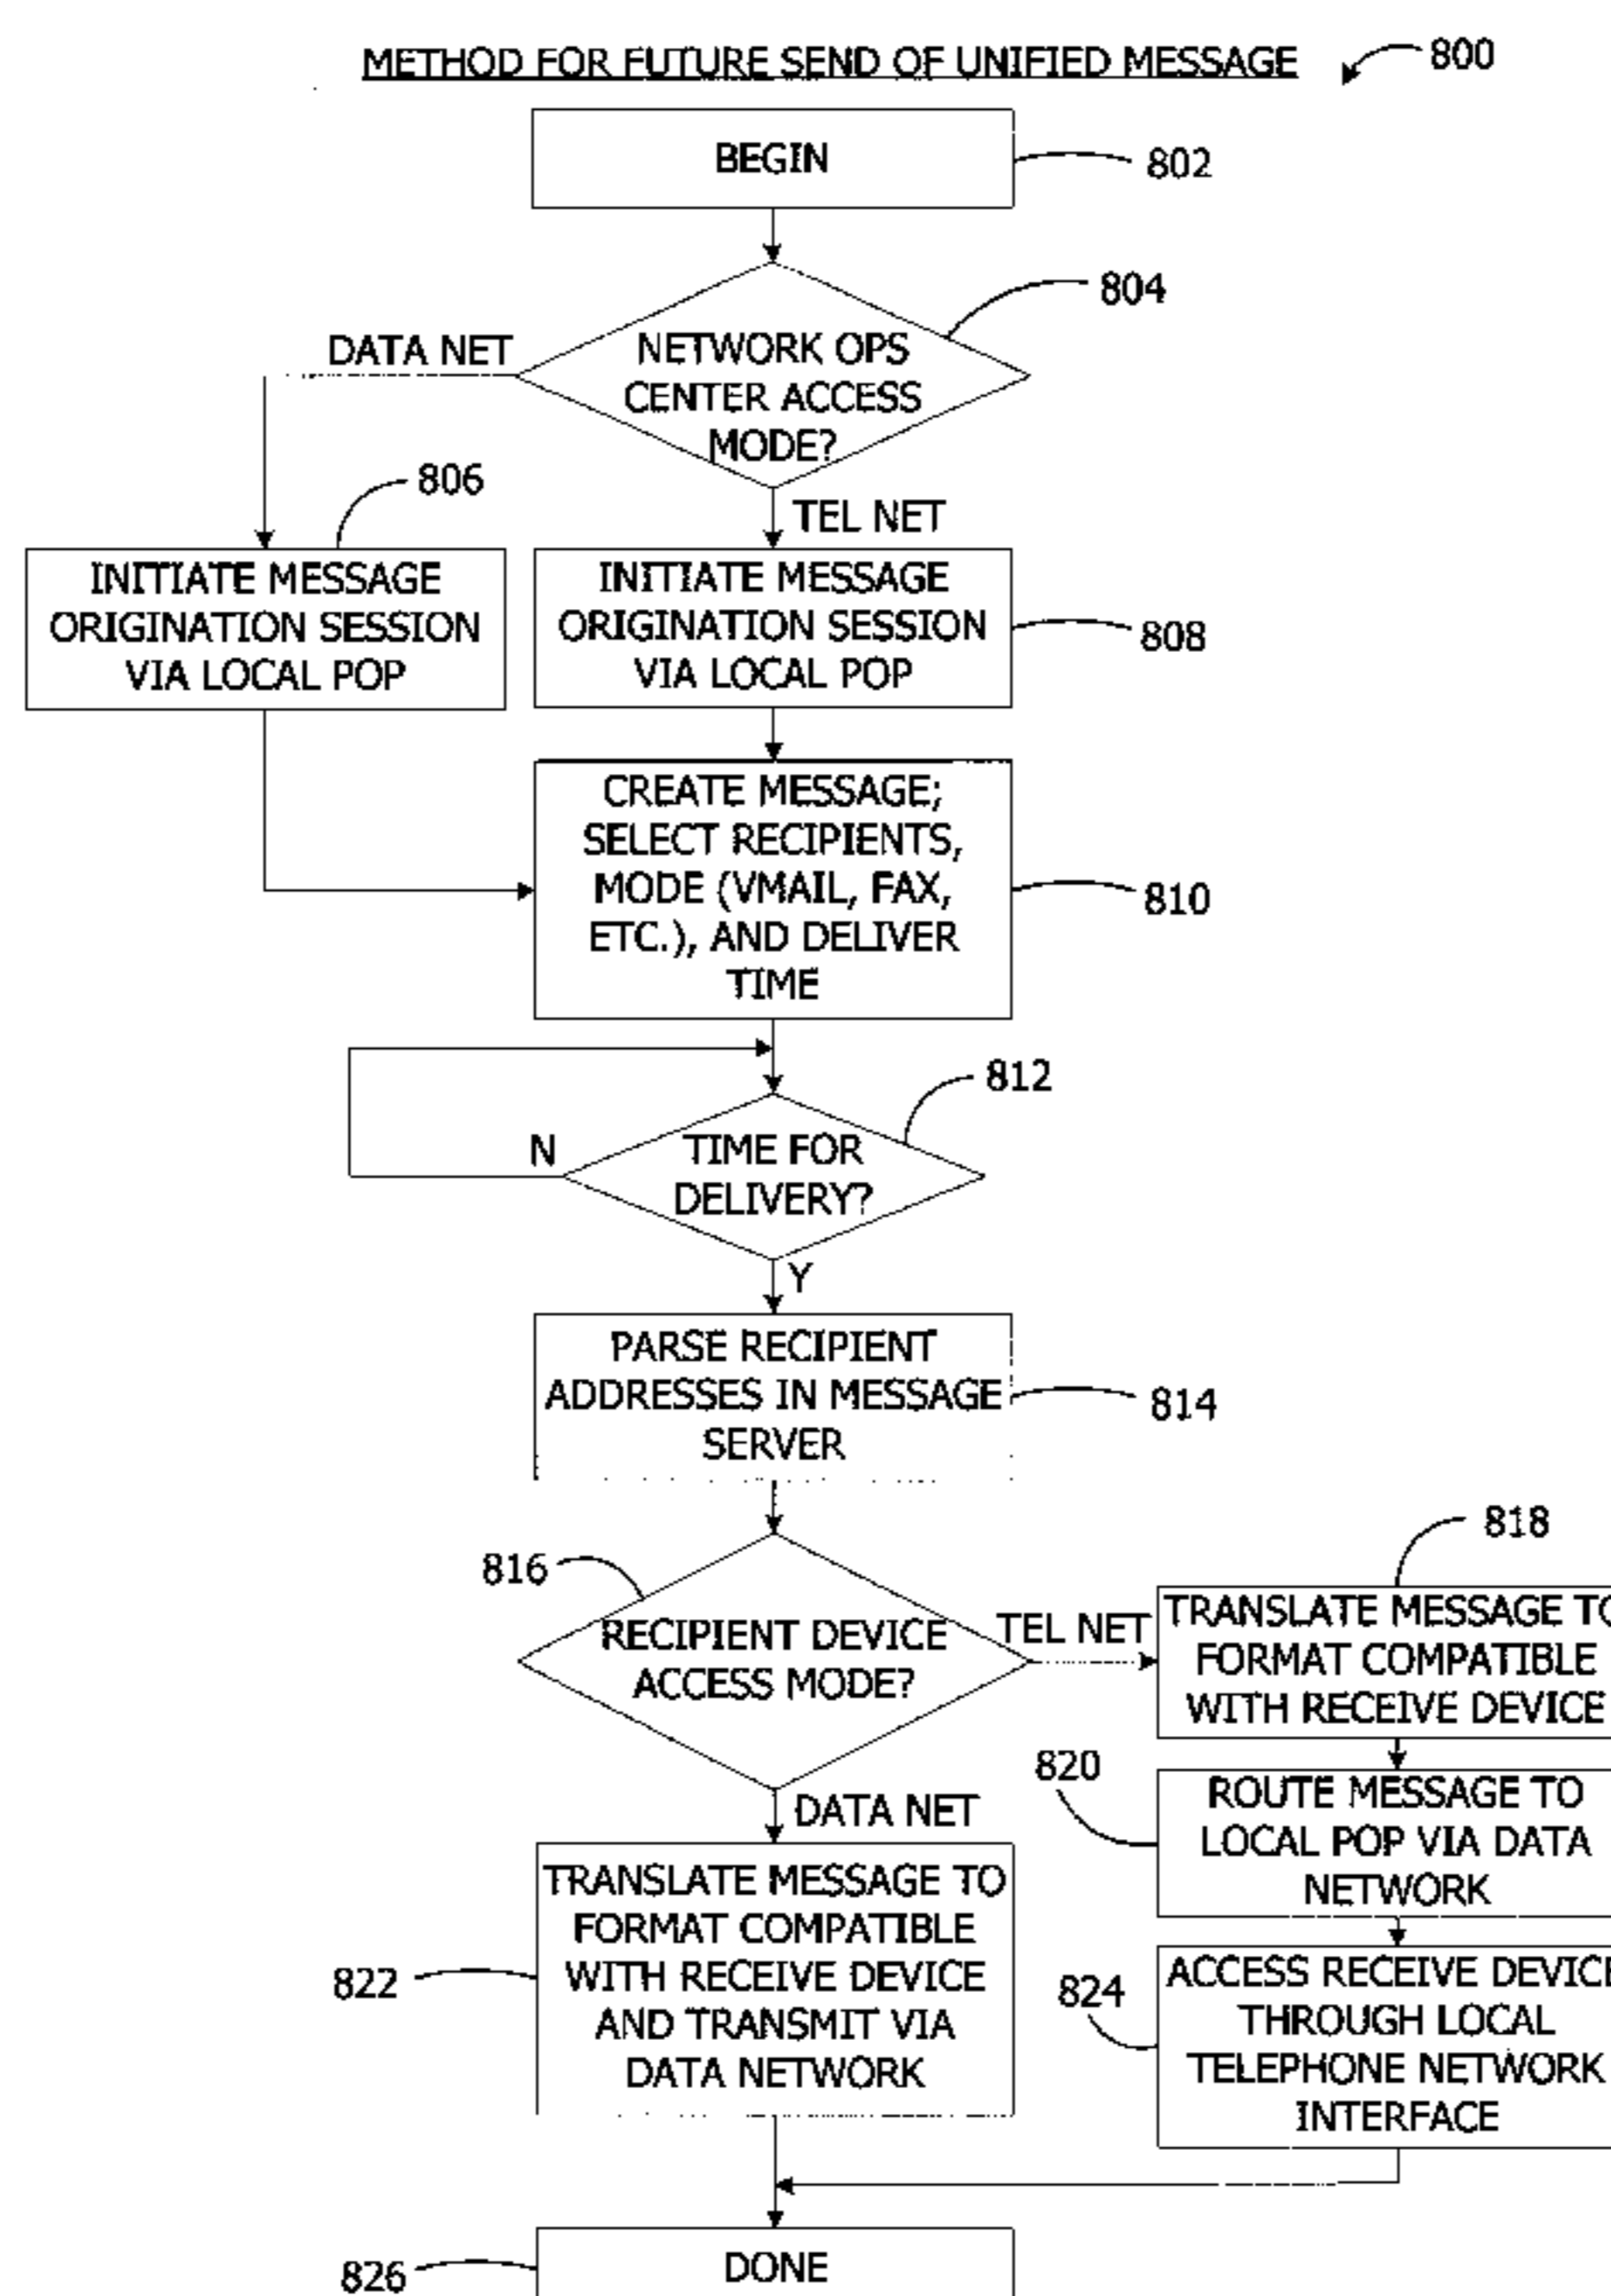 METHOD FOR FUTURE SEND OF UNIFIED MESSAGE
800
BEGIN
802
804
NETWORK OPS
CENTER ACCESS
MODE?
DATA NET
TEL NET
806
INITIATE MESSAGE
ORIGINATION SESSION
VIA LOCAL POP
INITIATE MESSAGE
ORIGINATION SESSION
VIA LOCAL POP
808
CREATE MESSAGE;
SELECT RECIPIENTS,
MODE (VMAIL, FAX,
ETC.), AND DELIVER
TIME
810
812
N
TIME FOR
DELIVERY?
Y
PARSE RECIPIENT
ADDRESSES IN MESSAGE
SERVER
814
816
RECIPIENT DEVICE
ACCESS MODE?
TEL NET
818
TRANSLATE MESSAGE TO
FORMAT COMPATIBLE
WITH RECEIVE DEVICE
820
ROUTE MESSAGE TO
LOCAL POP VIA DATA
NETWORK
DATA NET
TRANSLATE MESSAGE TO
FORMAT COMPATIBLE
WITH RECEIVE DEVICE
AND TRANSMIT VIA
DATA NETWORK
822
824
ACCESS RECEIVE DEVICE
THROUGH LOCAL
TELEPHONE NETWORK
INTERFACE
DONE
826